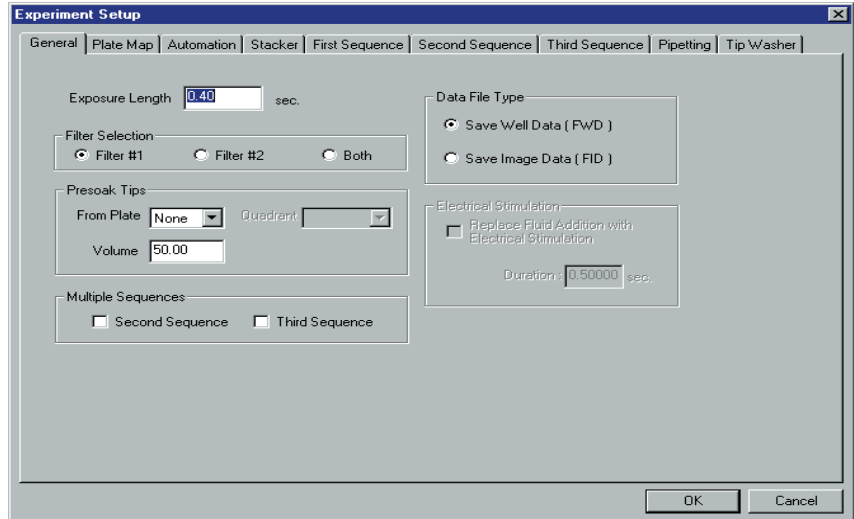 Experiment Setup
General Plate Map Automation Stacker First Sequence Second Sequence Third Sequence Pipetting Tip Washer
Exposure Length 0.40 sec.
Filter Selection
Filter #1 Filter #2 Both
Presoak Tips
From Plate None Quadrant
Volume 50.00
Multiple Sequences
Second Sequence Third Sequence
Data File Type
Save Well Data ( FWD )
Save Image Data ( FID )
Electrical Stimulation
Replace Fluid Addition with
Electrical Stimulation
Duration : 0.50000 sec.
OK Cancel